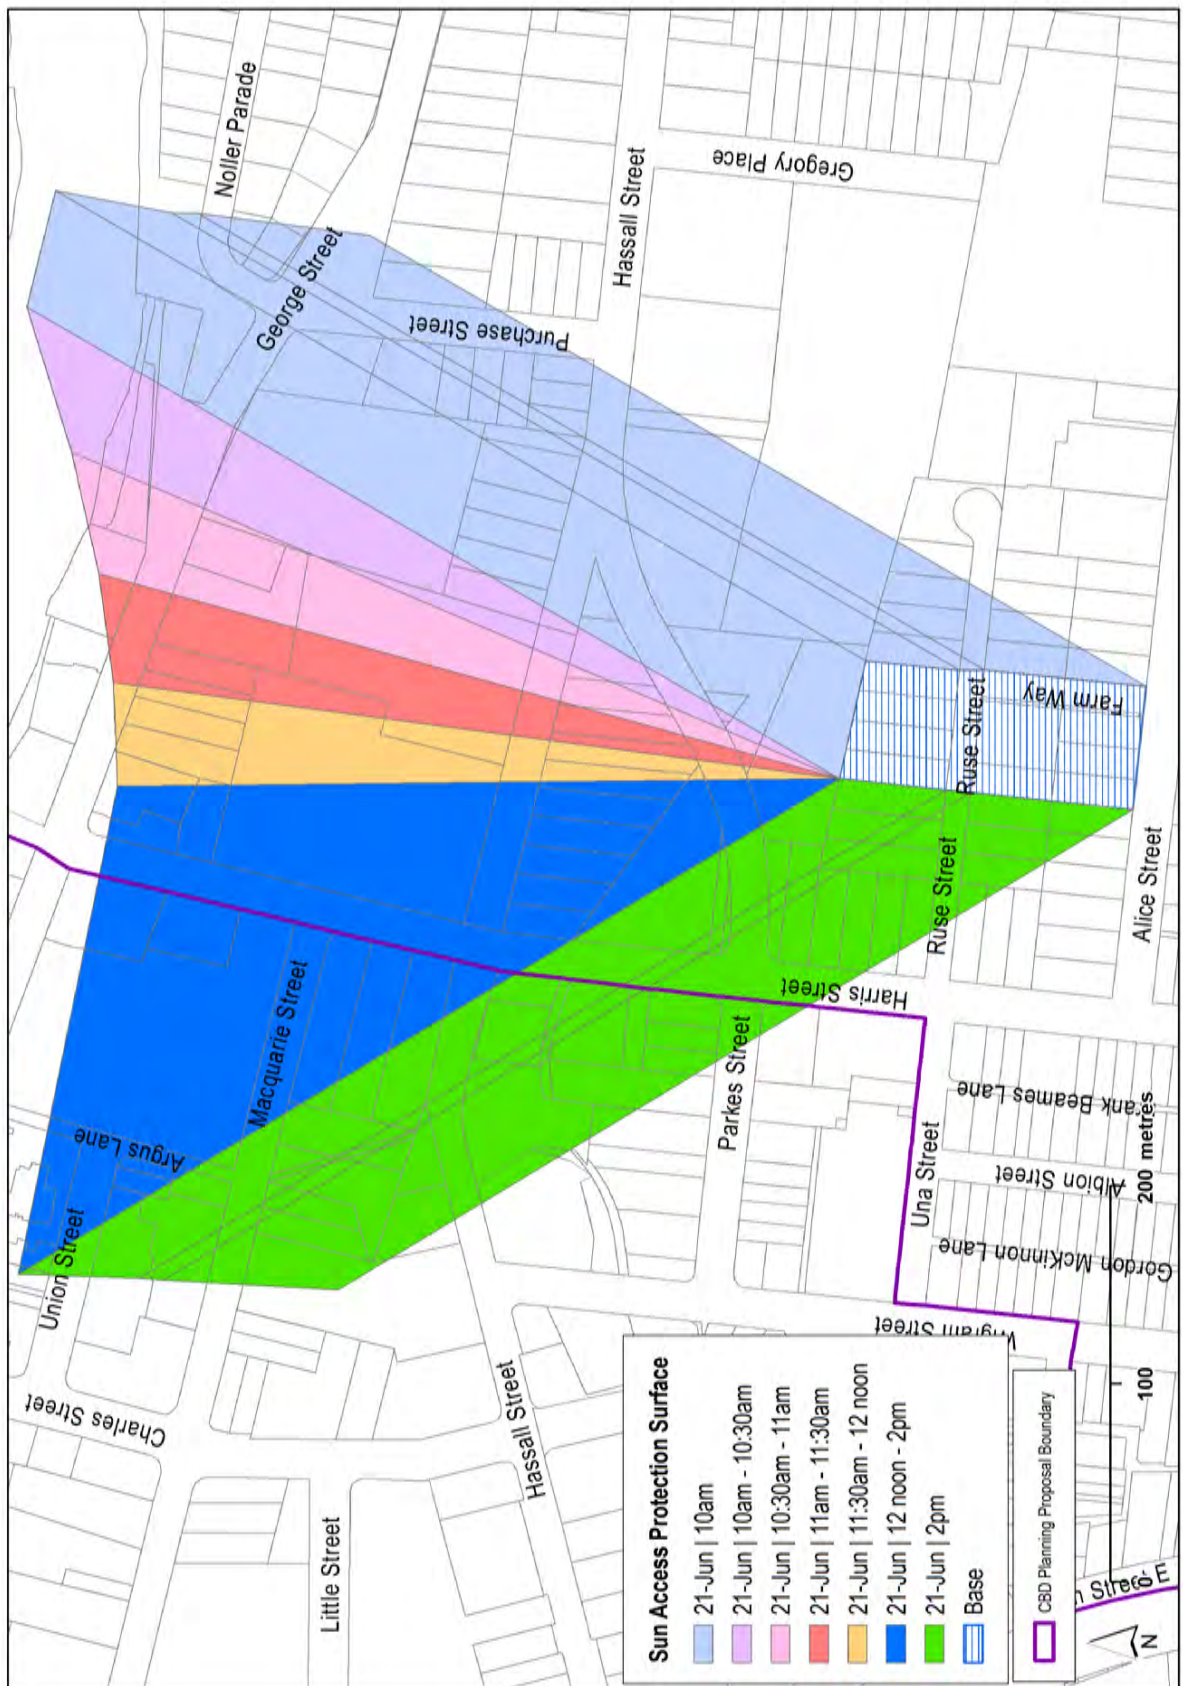 Noller Parade
George Street
Hassall Street
Gregory Place
Purchase Street
Farm Way
Ruse Street
Ruse Street
Alice Street
Harris Street
Macquarie Street
Argus Lane
Union Street
Parkes Street
Una Street
Beames Lane
Albion Street
Gordon McKinnon Lane
Street
Charles Street
Hassall Street
Little Street
Sun Access Protection Surface
21-Jun | 10am
21-Jun | 10am - 10:30am
21-Jun | 10:30am - 11am
21-Jun | 11am - 11:30am
21-Jun | 11:30am - 12 noon
21-Jun | 12 noon - 2pm
21-Jun | 2pm
Base
CBD Planning Proposal Boundary
0
100
200 metres
N